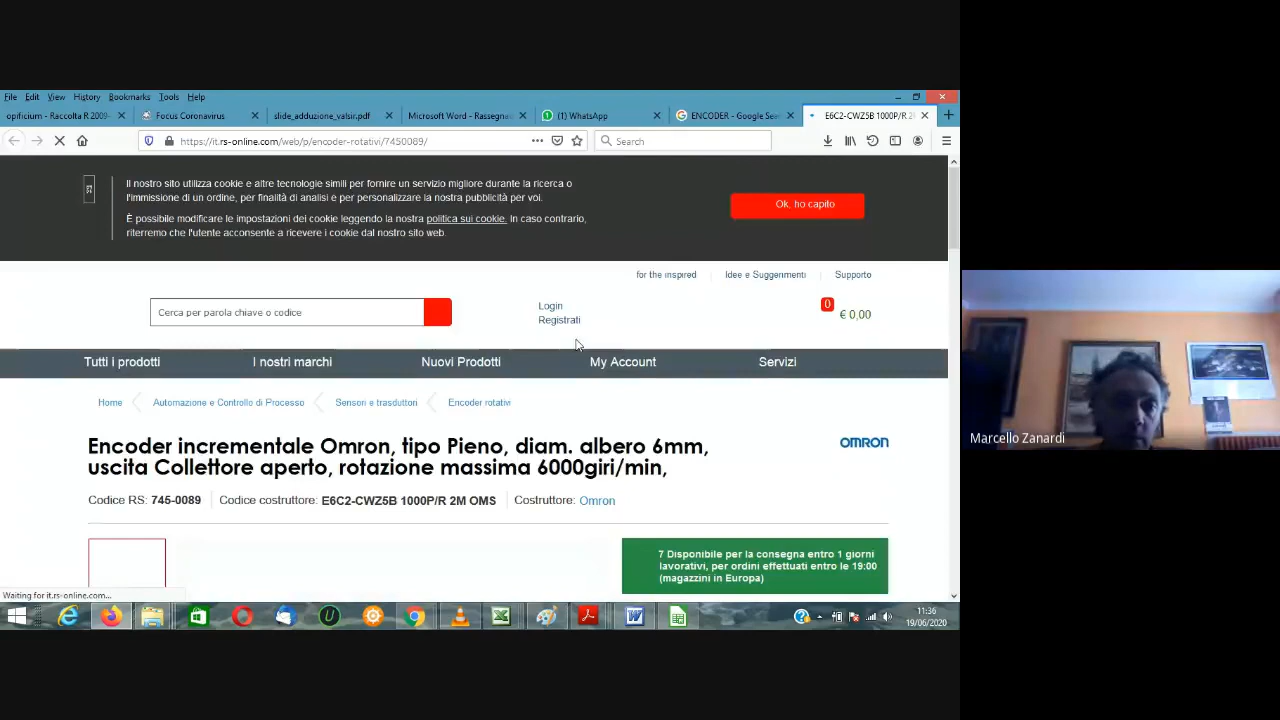 File Edit View History Bookmarks Tools Help
opificium - Raccolta R 2009-
Focus Coronavirus
slide_adduzione_valsir.pdf
Microsoft Word - Rassegna
(1) WhatsApp
ENCODER - Google Sea
E6C2-CWZ5B 1000P/R 2
https://it.rs-online.com/web/p/encoder-rotativi/7450089/
Search
Il nostro sito utilizza cookie e altre tecnologie simili per fornire un servizio migliore durante la ricerca o
l'immissione di un ordine, per finalità di analisi e per personalizzare la nostra pubblicità per voi.
È possibile modificare le impostazioni dei cookie leggendo la nostra politica sui cookie. In caso contrario,
riterremo che l'utente acconsente a ricevere i cookie dal nostro sito web.
Ok, ho capito
for the inspired
Idee e Suggerimenti
Supporto
Cerca per parola chiave o codice
Login
Registrati
0
€ 0,00
Tutti i prodotti
I nostri marchi
Nuovi Prodotti
My Account
Servizi
Home
Automazione e Controllo di Processo
Sensori e trasduttori
Encoder rotativi
Encoder incrementale Omron, tipo Pieno, diam. albero 6mm,
uscita Collettore aperto, rotazione massima 6000giri/min,
OMRON
Codice RS: 745-0089
Codice costruttore: E6C2-CWZ5B 1000P/R 2M OMS
Costruttore: Omron
7 Disponibile per la consegna entro 1 giorni
lavorativi, per ordini effettuati entro le 19:00
(magazzini in Europa)
Waiting for it.rs-online.com...
11:36
19/06/2020
Marcello Zanardi